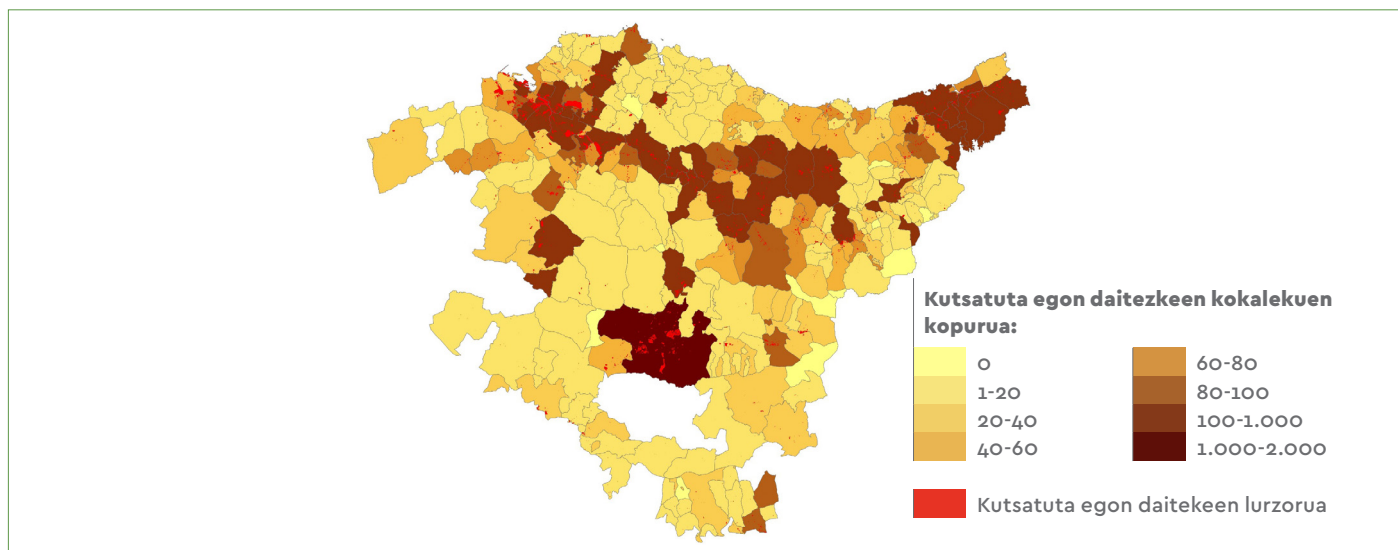 Kutsatuta egon daitezkeen kokalekuen
kopurua:
0
1-20
20-40
40-60
60-80
80-100
100-1.000
1.000-2.000
Kutsatuta egon daitekeen lurzorua